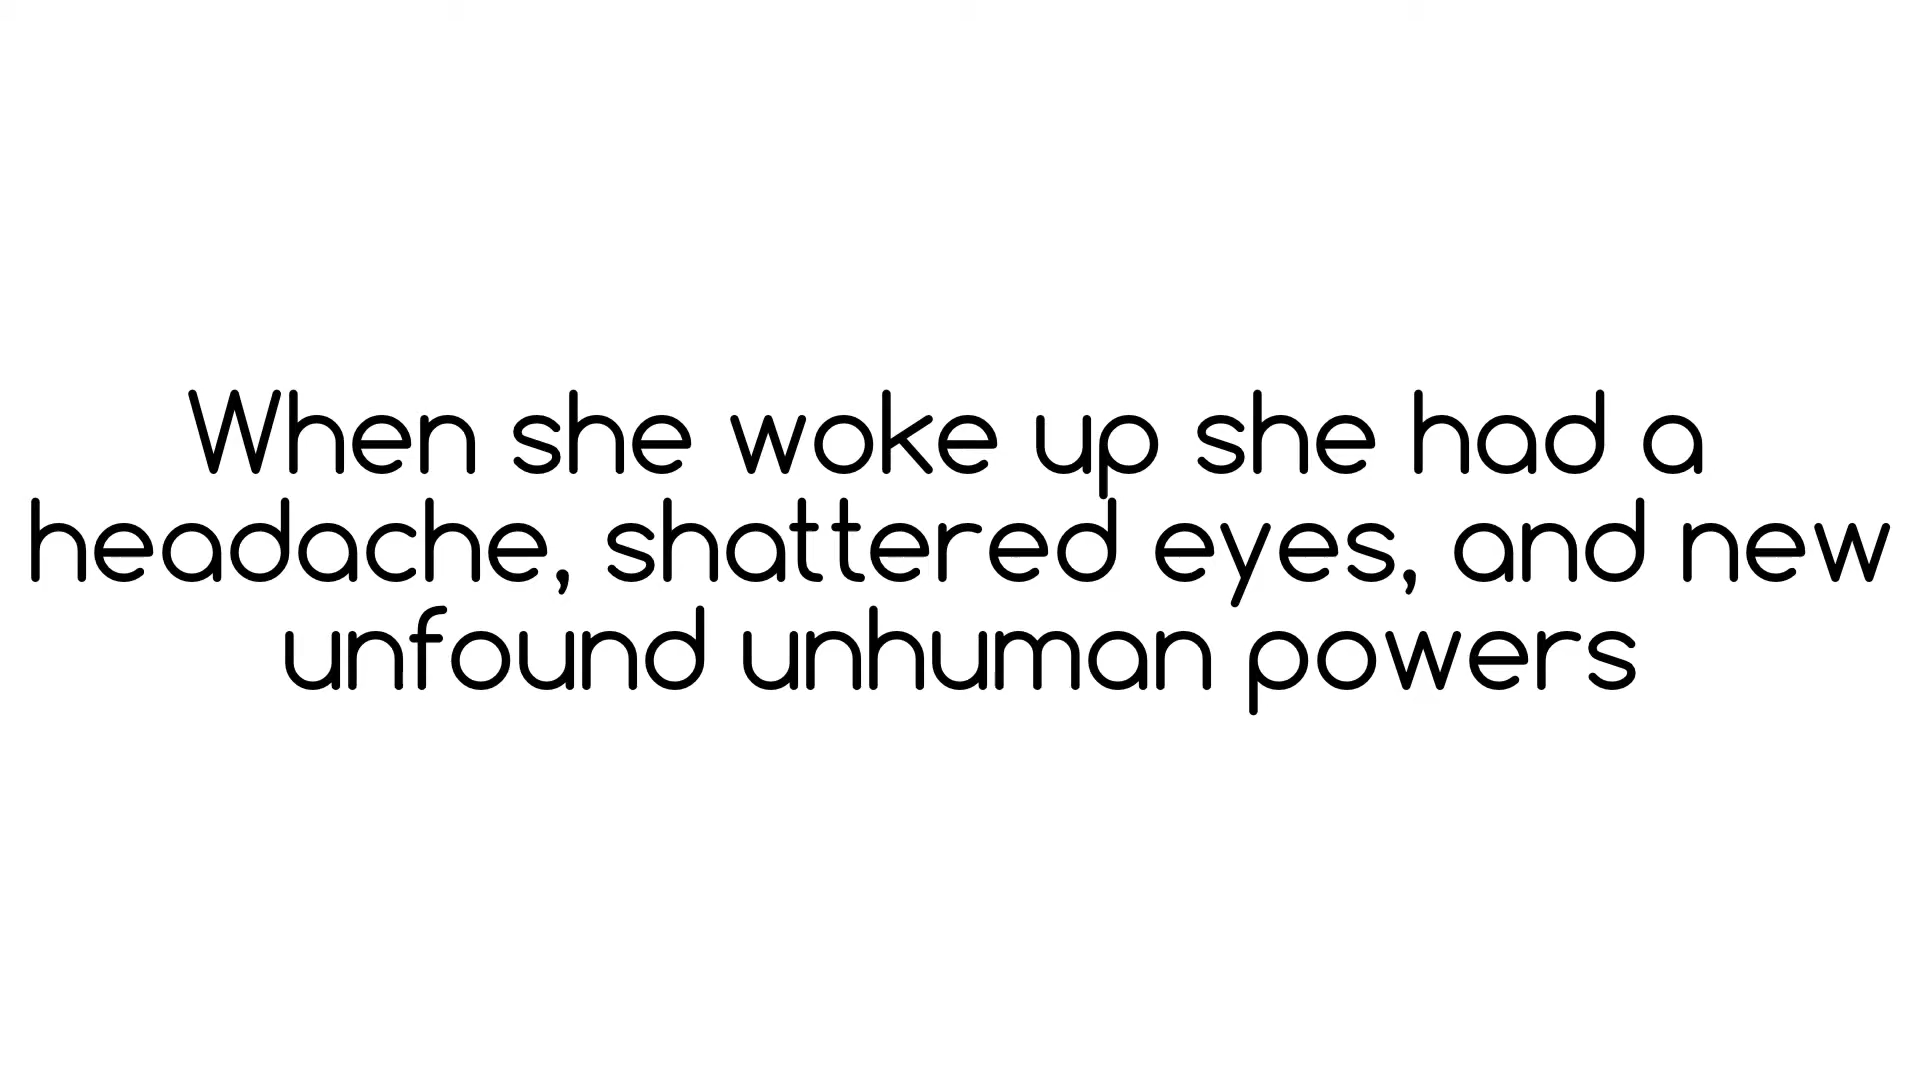 When she woke up she had a
headache, shattered eyes, and new
unfound unhuman powers